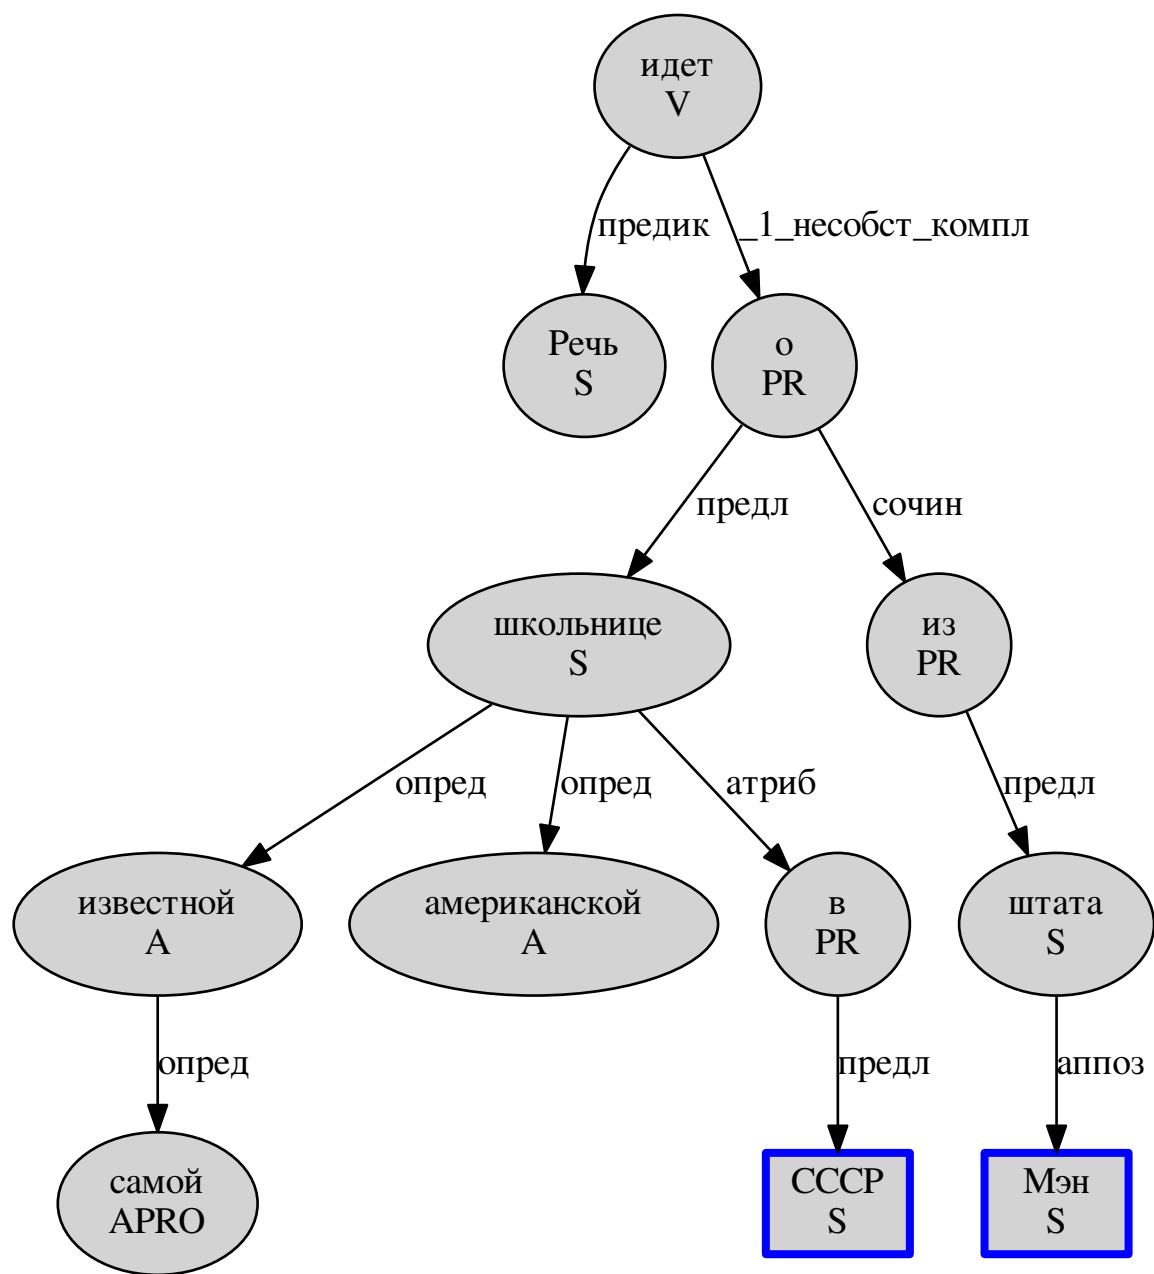 идет
V
предик
_1_несобст_компл
Речь
S
о
PR
предл
сочин
школьнице
S
из
PR
опред
опред
атриб
предл
известной
A
американской
A
в
PR
штата
S
опред
предл
аппоз
самой
APRO
СССР
S
Мэн
S